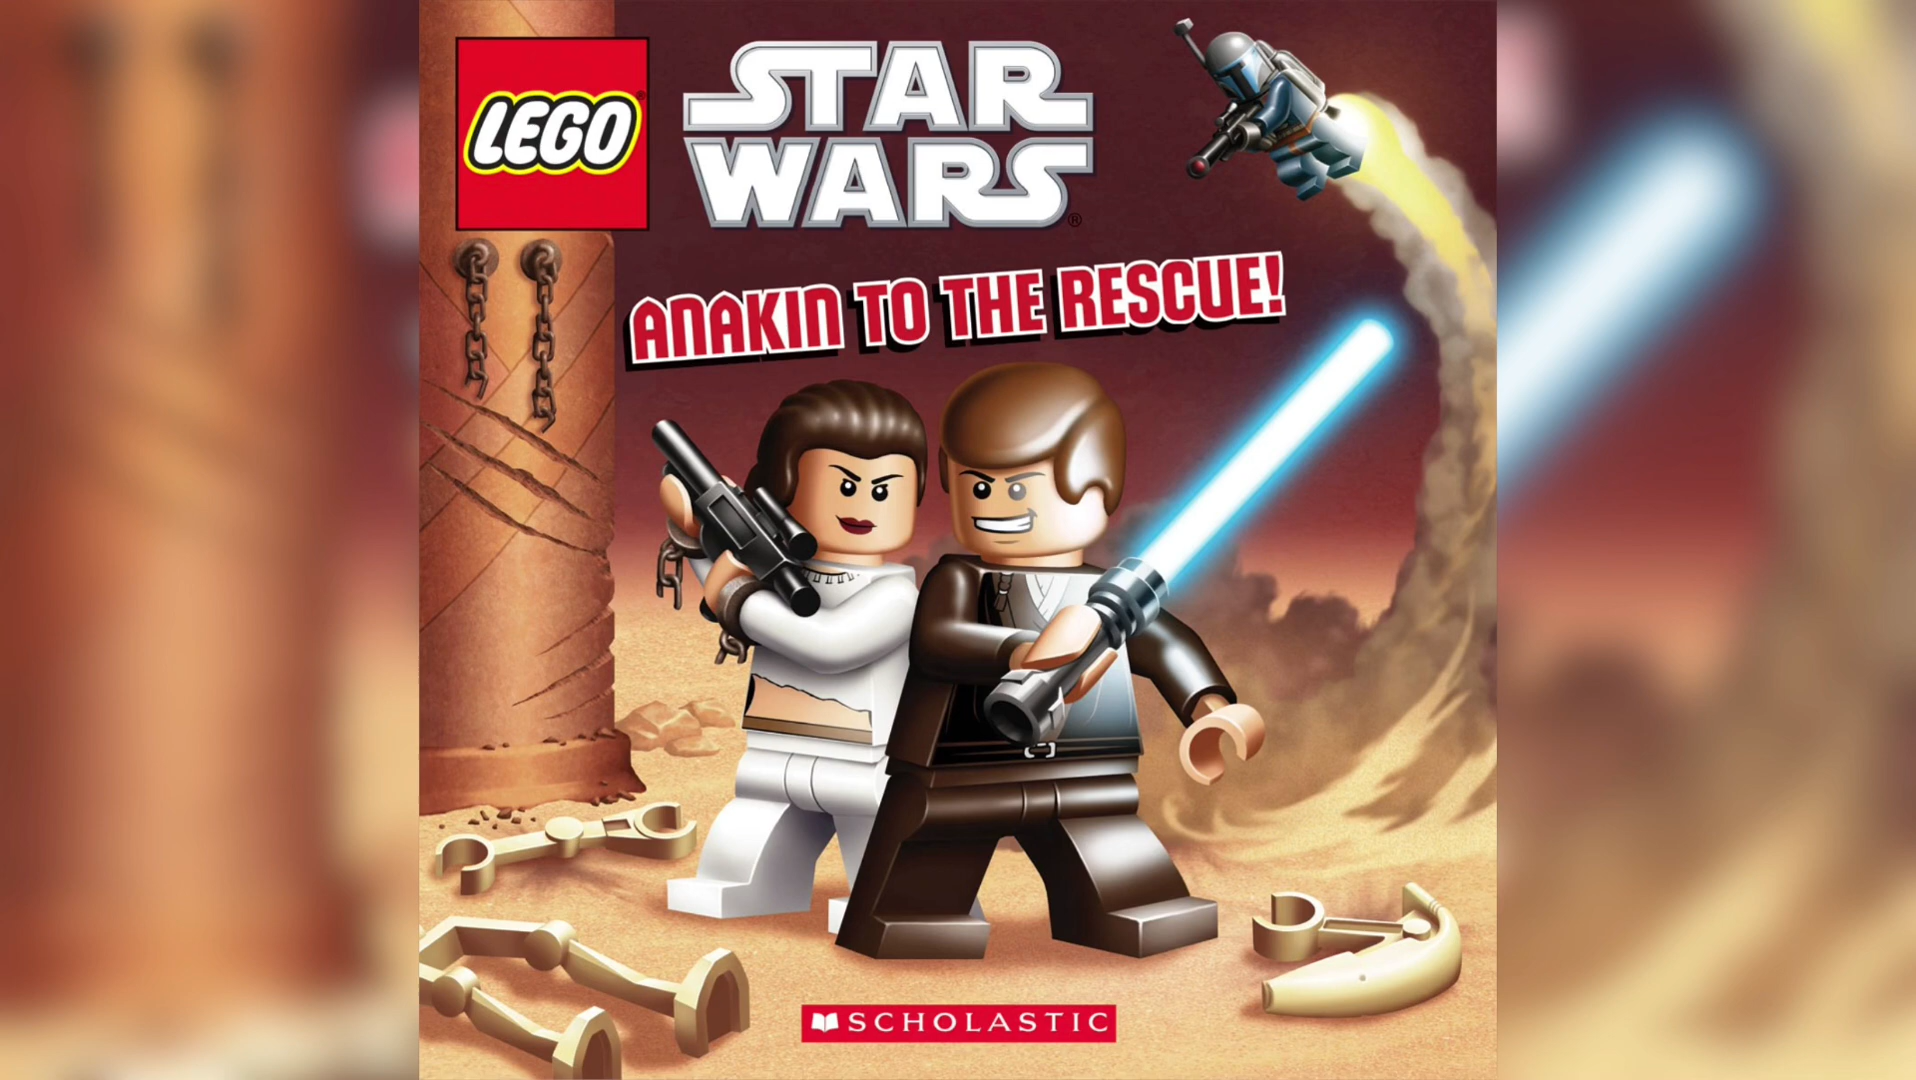 LEGO®
STAR
WARS®
ANAKIN TO THE RESCUE!
SCHOLASTIC